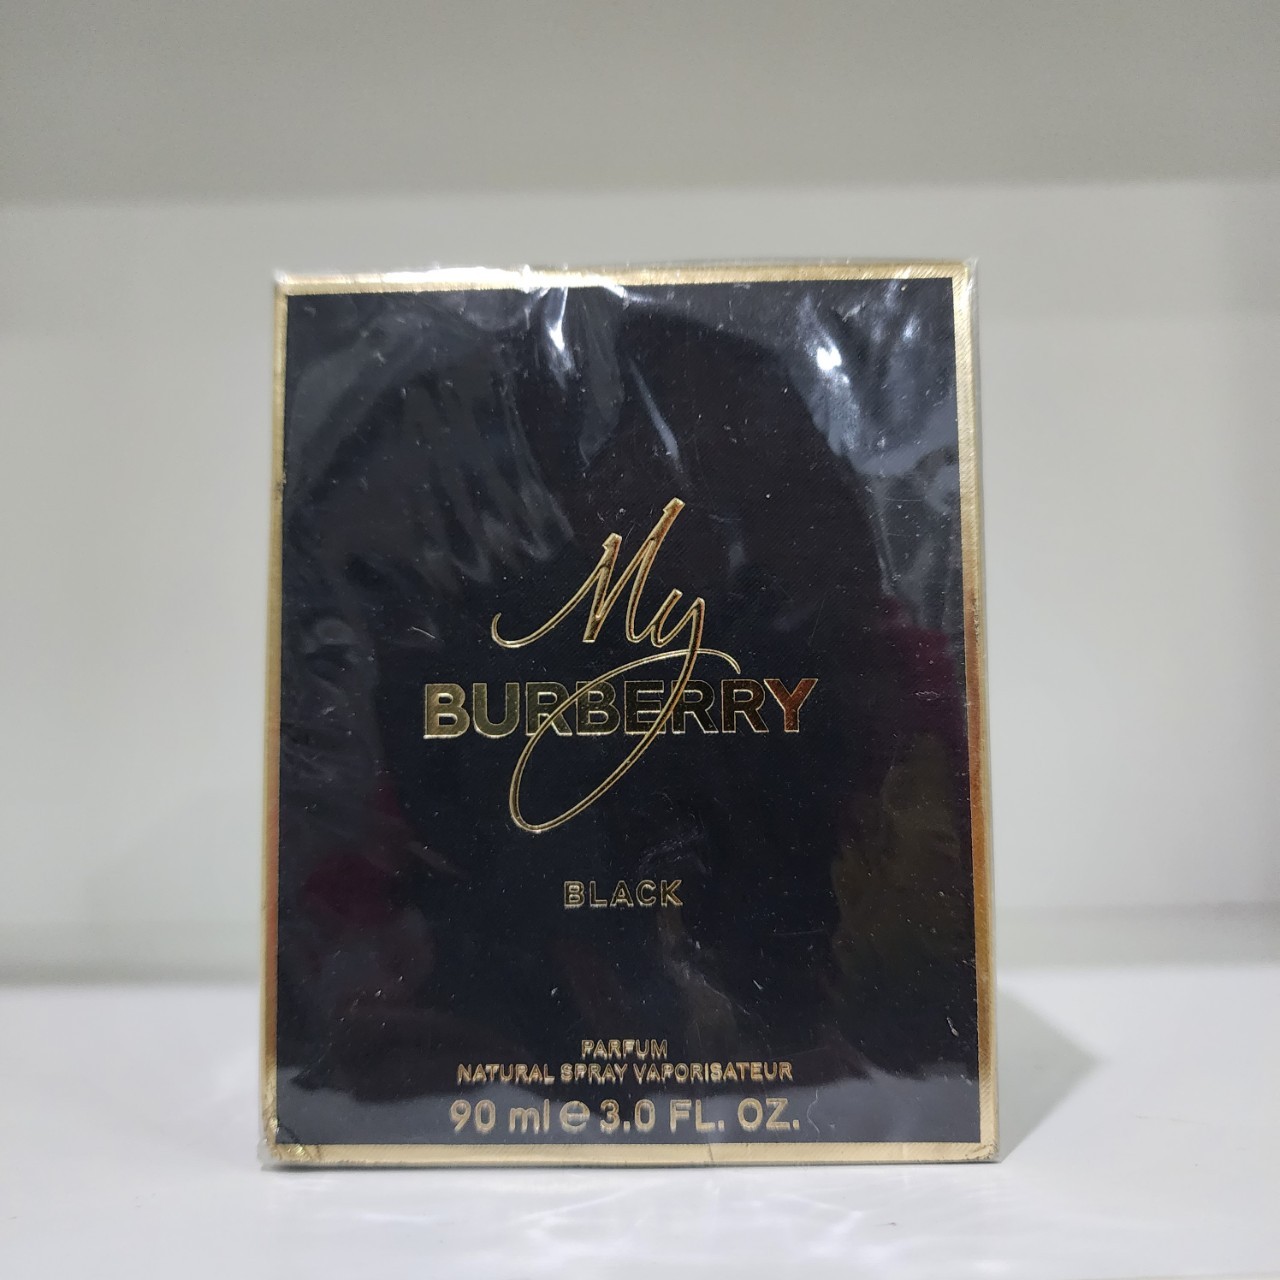 My
BURBERRY
BLACK
PARFUM
NATURAL SPRAY VAPORISATEUR
90 ml ℮ 3.0 FL. OZ.